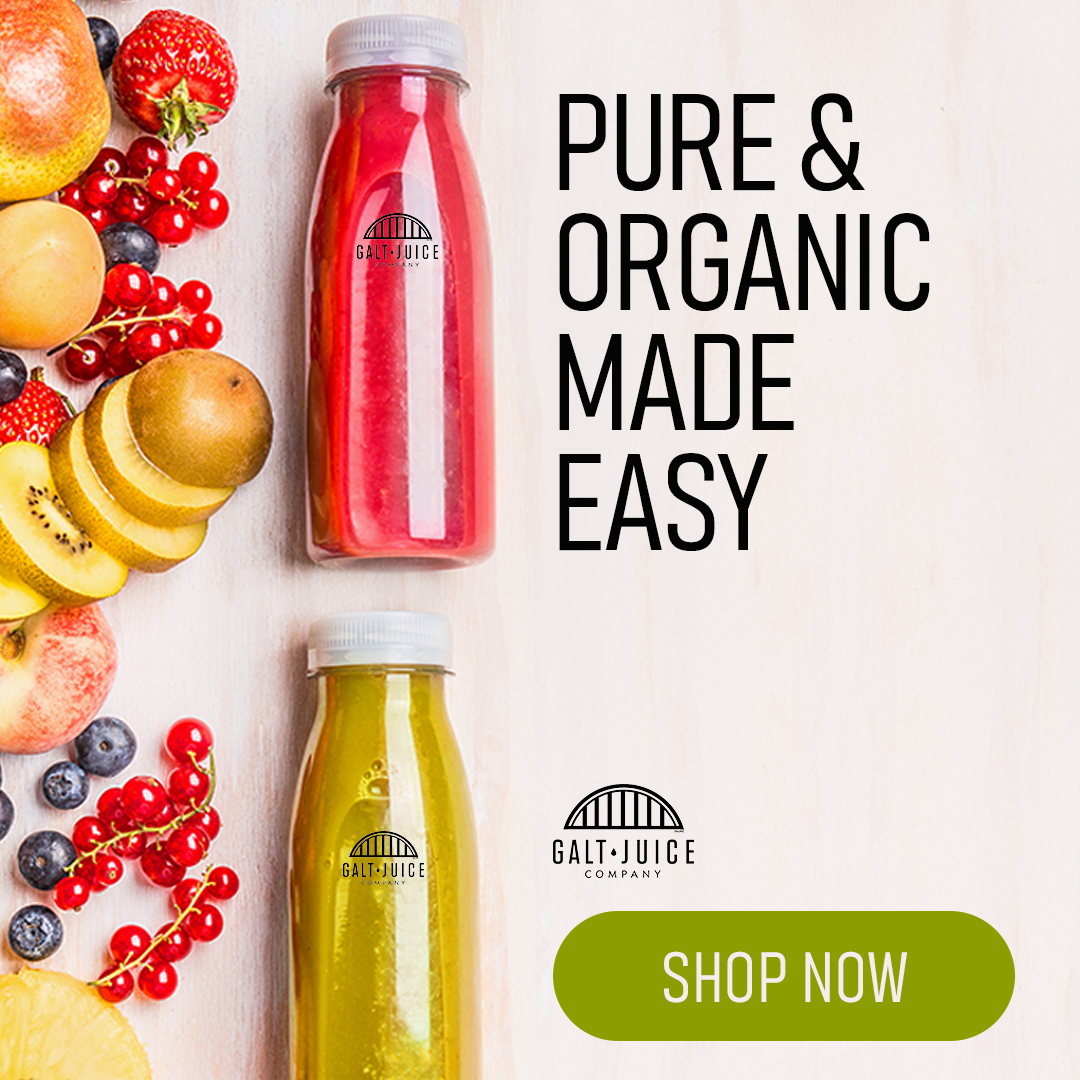 PURE &
ORGANIC
MADE
EASY
GALT·JUICE
COMPANY
GALT·JUICE
COMPANY
GALT·JUICE
COMPANY
SHOP NOW